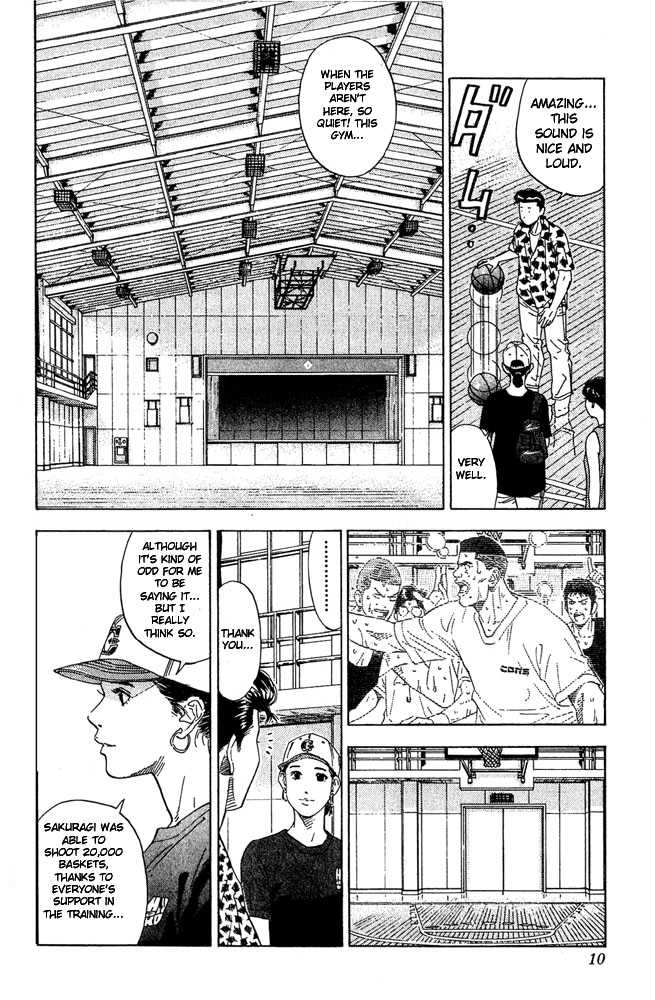 AMAZING...
THIS
SOUND IS
NICE AND
LOUD.
ダム...
VERY
WELL.
WHEN THE
PLAYERS
AREN'T
HERE, SO
QUIET! THIS
GYM...
CONS
.........
THANK
YOU...
ALTHOUGH
IT'S KIND OF
ODD FOR ME
TO BE
SAYING IT...
BUT I
REALLY
THINK SO.
SAKURAGI WAS
ABLE TO
SHOOT 20,000
BASKETS,
THANKS TO
EVERYONE'S
SUPPORT IN
THE TRAINING...
10